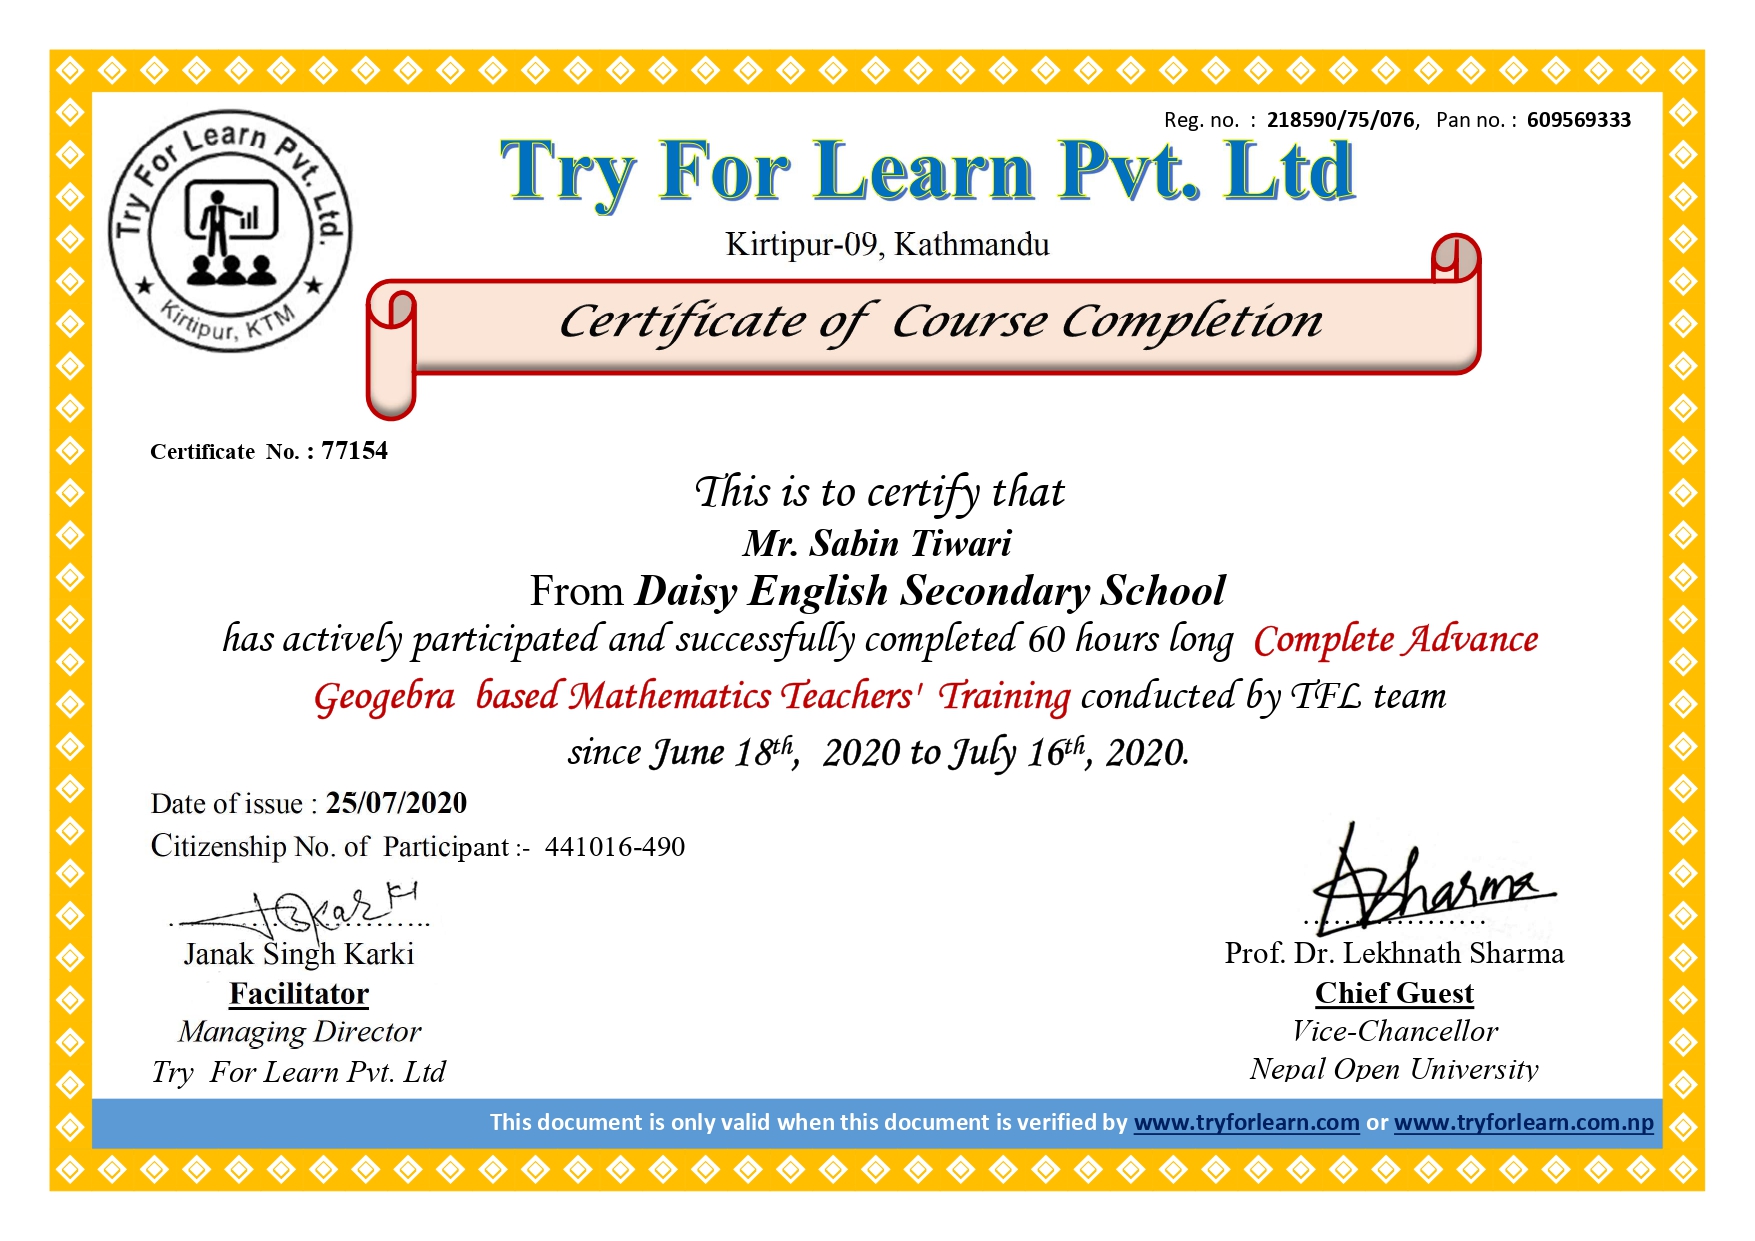 Reg. no. : 218590/75/076, Pan no. : 609569333
Try For Learn Pvt. Ltd.
Kirtipur, KTM
Try For Learn Pvt. Ltd
Kirtipur-09, Kathmandu
Certificate of Course Completion
Certificate No. : 77154
This is to certify that
Mr. Sabin Tiwari
From Daisy English Secondary School
has actively participated and successfully completed 60 hours long Complete Advance
Geogebra based Mathematics Teachers' Training conducted by TFL team
since June 18th, 2020 to July 16th, 2020.
Date of issue : 25/07/2020
Citizenship No. of Participant :- 441016-490
Janak Singh Karki
Facilitator
Managing Director
Try For Learn Pvt. Ltd
Asharma
Prof. Dr. Lekhnath Sharma
Chief Guest
Vice-Chancellor
Nepal Open University
This document is only valid when this document is verified by www.tryforlearn.com or www.tryforlearn.com.np